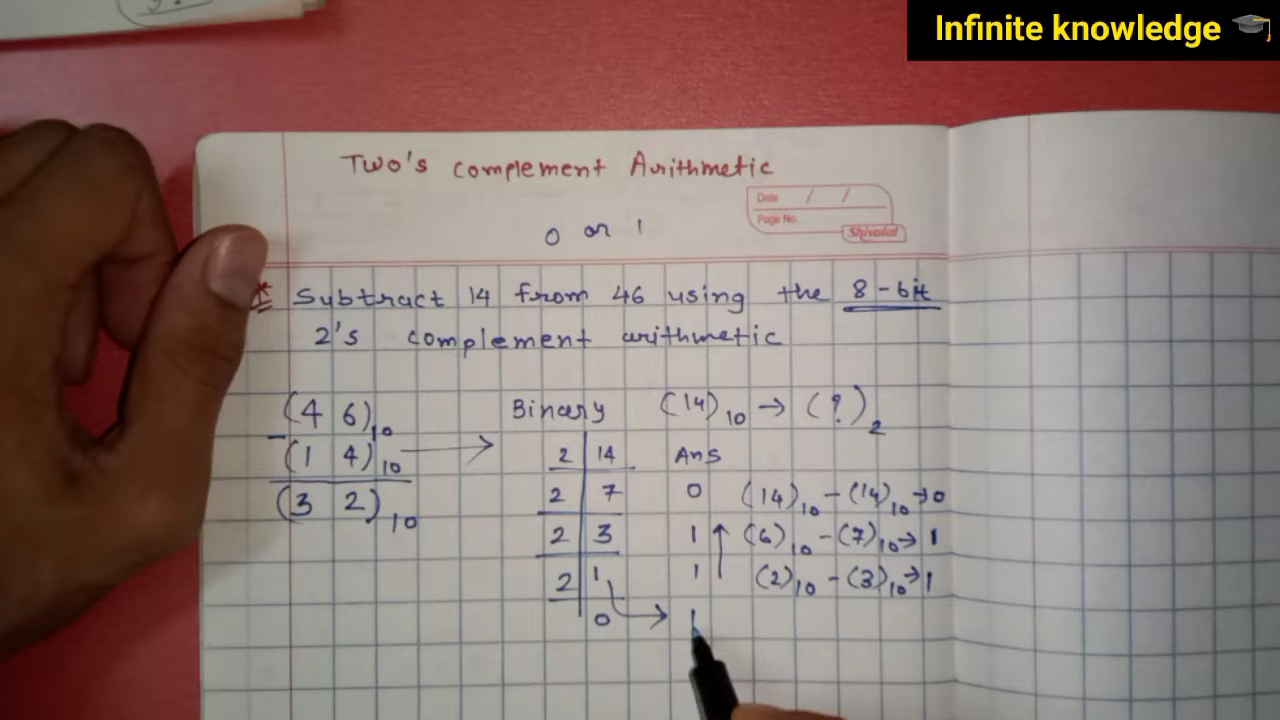 Infinite knowledge 🎓
Two's complement Arithmetic
Date / /
Page No.
Shivalal
0 or 1
* Subtract 14 from 46 using the 8-bit
2's complement arithmetic
(4 6)10
-(1 4)10 →
(3 2)10
Binary (14)10 → (?)2
2 14 Ans
2 7 0 (14)10 - (14)10 → 0
2 3 1 ↑ (6)10 - (7)10 → 1
2 1 1 (2)10 - (3)10 → 1
0 → 1